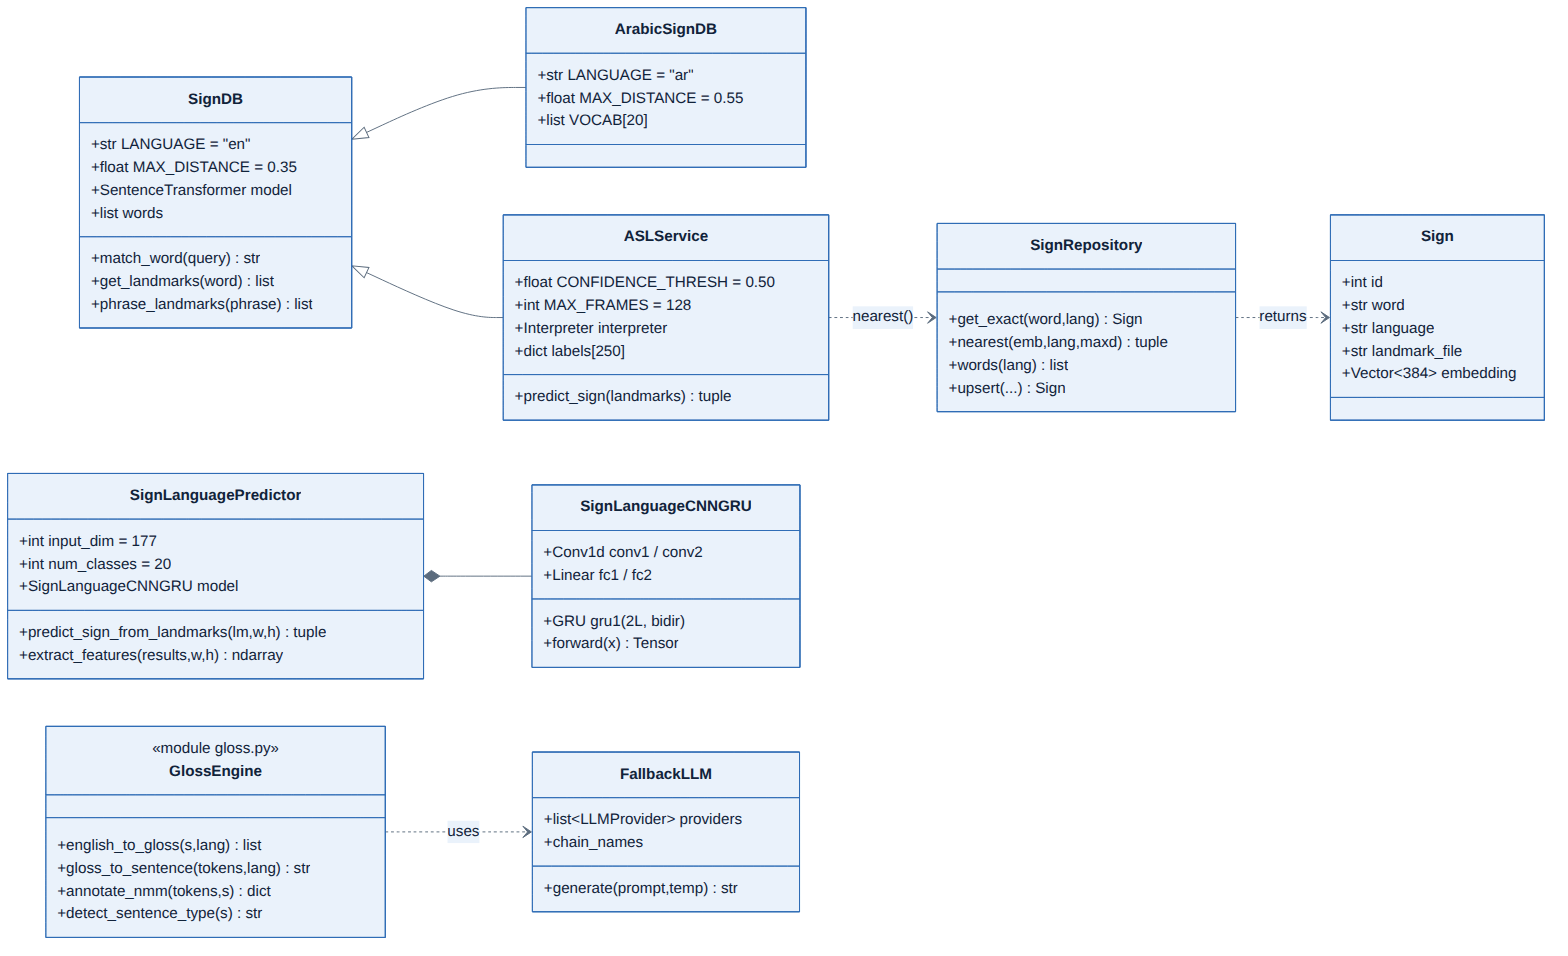 SignDB
+str LANGUAGE = "en"
+float MAX_DISTANCE = 0.35
+SentenceTransformer model
+list words
+match_word(query) : str
+get_landmarks(word) : list
+phrase_landmarks(phrase) : list
ArabicSignDB
+str LANGUAGE = "ar"
+float MAX_DISTANCE = 0.55
+list VOCAB[20]
ASLService
+float CONFIDENCE_THRESH = 0.50
+int MAX_FRAMES = 128
+Interpreter interpreter
+dict labels[250]
+predict_sign(landmarks) : tuple
nearest()
SignRepository
+get_exact(word,lang) : Sign
+nearest(emb,lang,maxd) : tuple
+words(lang) : list
+upsert(...) : Sign
returns
Sign
+int id
+str word
+str language
+str landmark_file
+Vector<384> embedding
SignLanguagePredictor
+int input_dim = 177
+int num_classes = 20
+SignLanguageCNNGRU model
+predict_sign_from_landmarks(lm,w,h) : tuple
+extract_features(results,w,h) : ndarray
SignLanguageCNNGRU
+Conv1d conv1 / conv2
+Linear fc1 / fc2
+GRU gru1(2L, bidir)
+forward(x) : Tensor
«module gloss.py»
GlossEngine
+english_to_gloss(s,lang) : list
+gloss_to_sentence(tokens,lang) : str
+annotate_nmm(tokens,s) : dict
+detect_sentence_type(s) : str
uses
FallbackLLM
+list<LLMProvider> providers
+chain_names
+generate(prompt,temp) : str